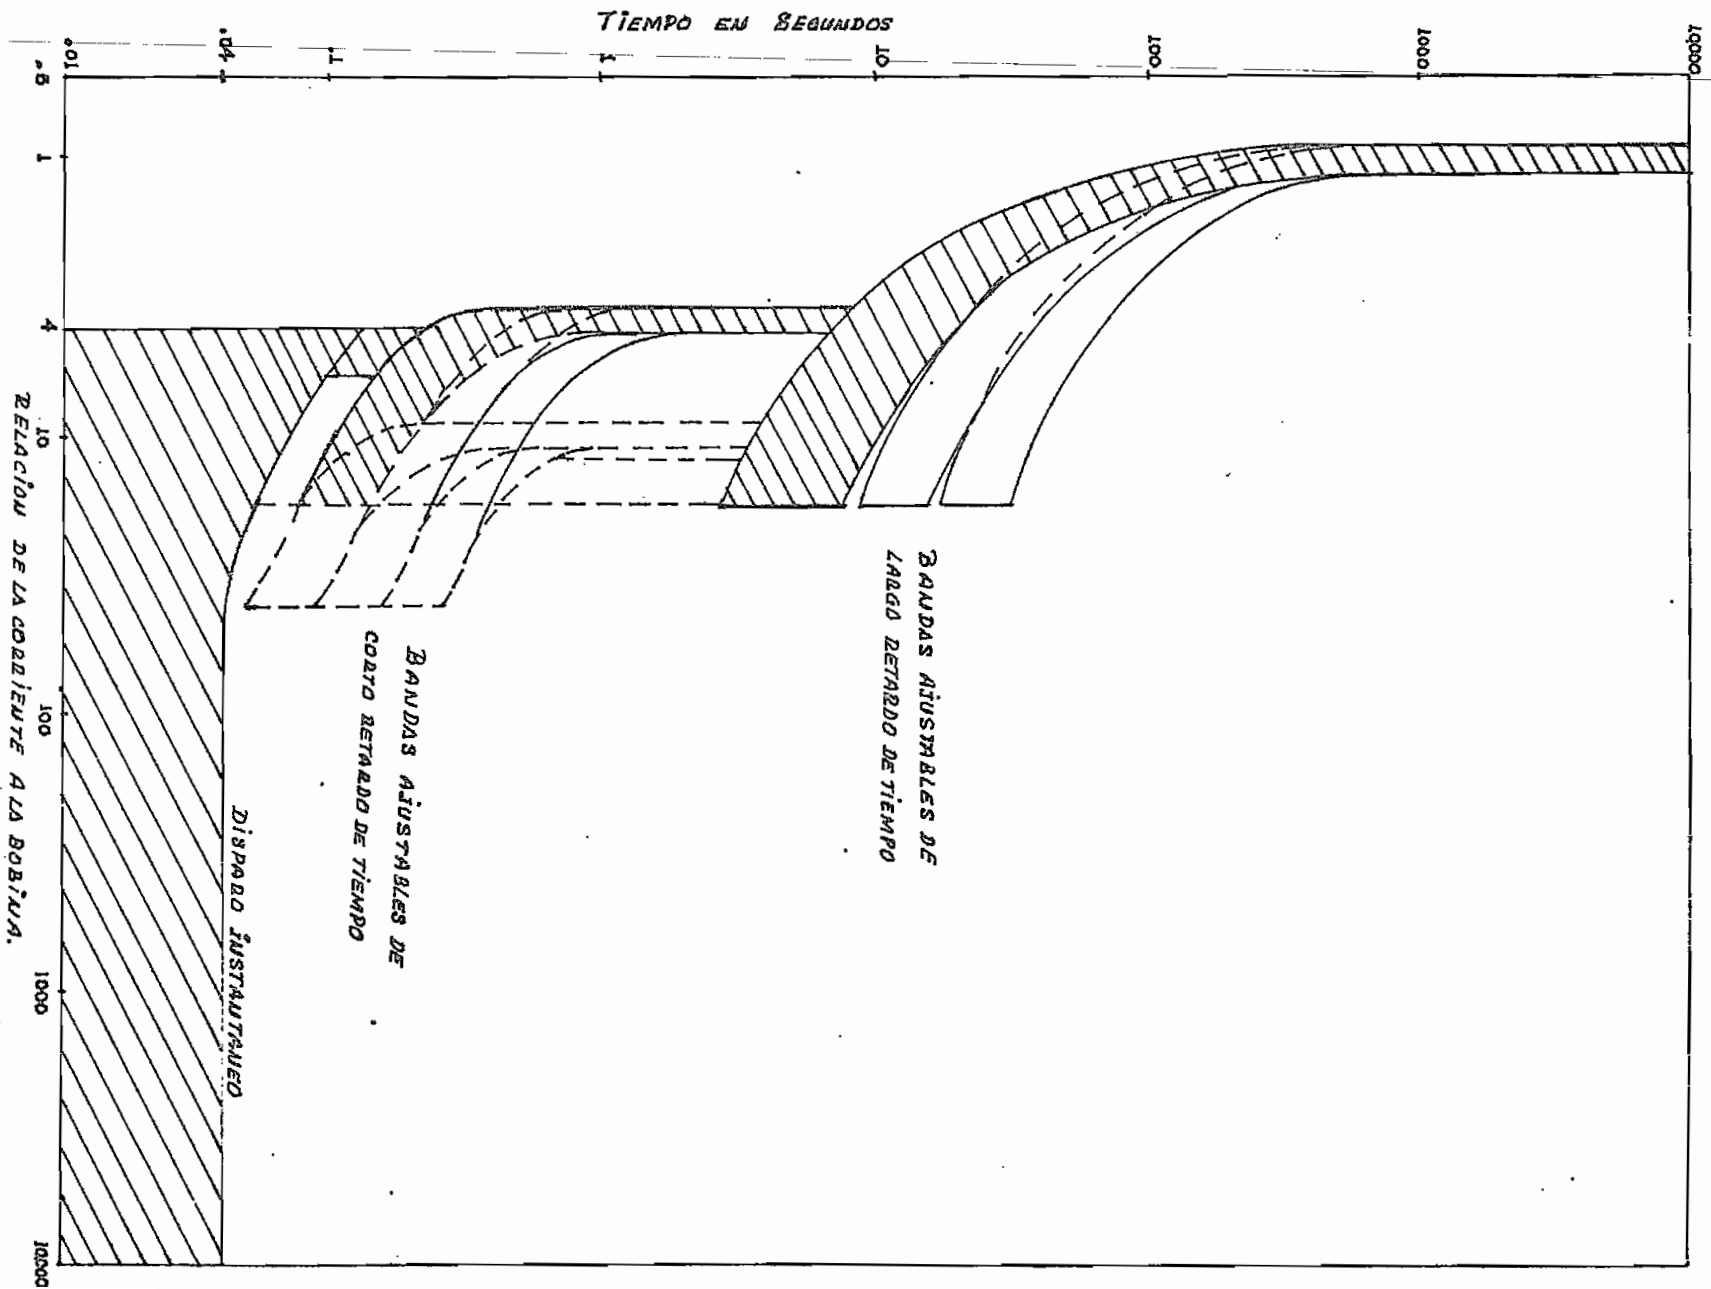 TIEMPO EN SEGUNDOS
10000
1000
100
10
1
.1
.04
.01
.5
1
4
10
100
1000
10000
BANDAS AJUSTABLES DE
LARGO RETARDO DE TIEMPO
BANDAS AJUSTABLES DE
CORTO RETARDO DE TIEMPO
DISPARO INSTANTANEO
RELACION DE LA CORRIENTE A LA BOBINA.